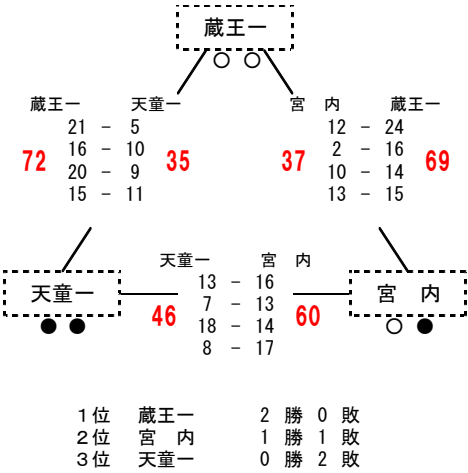 蔵王一
○ ○
蔵王一 天童一
21 － 5
16 － 10
20 － 9
15 － 11
72 35
宮 内 蔵王一
12 － 24
2 － 16
10 － 14
13 － 15
37 69
天童一 宮 内
13 － 16
7 － 13
18 － 14
8 － 17
46 60
天童一
●●
宮 内
○ ●
１位 蔵王一 2 勝 0 敗
２位 宮 内 1 勝 1 敗
３位 天童一 0 勝 2 敗